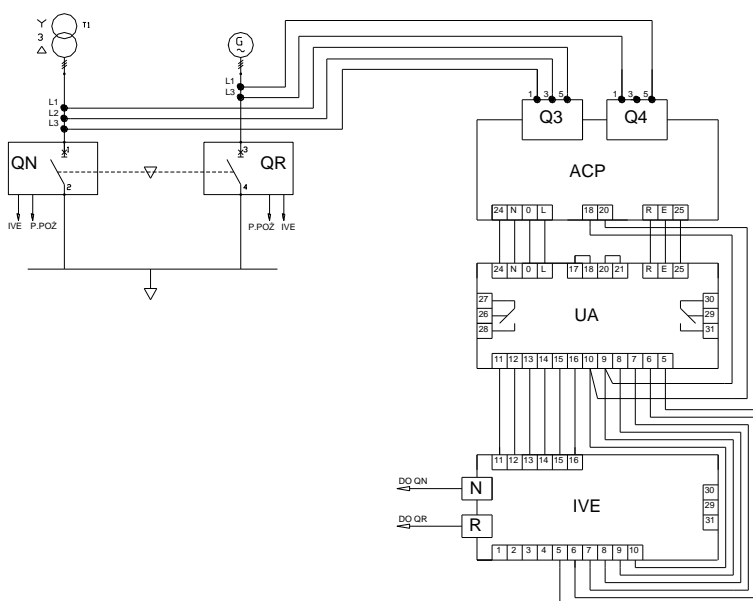 T1
3
G
~
L1
L3
L1
L2
L3
1 3 5
1 3 5
Q3
Q4
ACP
QN
1
2
3
4
QR
IVE
P.POŻ
P.POŻ
IVE
24 N 0 L
18 20
R E 25
24 N 0 L
17 18 20 21
R E 25
27
26
28
UA
30
29
31
11 12 13 14 15 16 10 9 8 7 6 5
11 12 13 14 15 16
DO QN
N
DO QR
R
IVE
30
29
31
1 2 3 4 5 6 7 8 9 10